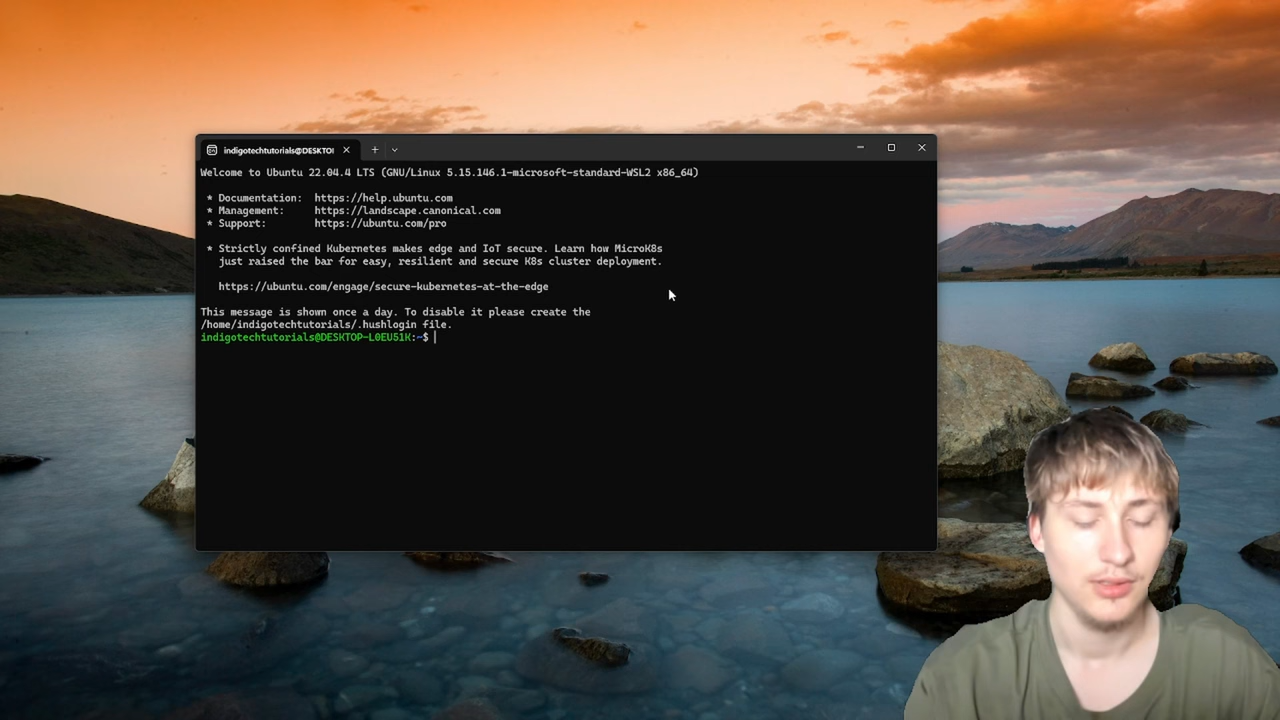 indigotechtutorials@DESKTO
Welcome to Ubuntu 22.04.4 LTS (GNU/Linux 5.15.146.1-microsoft-standard-WSL2 x86_64)
* Documentation:  https://help.ubuntu.com
* Management:     https://landscape.canonical.com
* Support:        https://ubuntu.com/pro
* Strictly confined Kubernetes makes edge and IoT secure. Learn how MicroK8s
just raised the bar for easy, resilient and secure K8s cluster deployment.
https://ubuntu.com/engage/secure-kubernetes-at-the-edge
This message is shown once a day. To disable it please create the
/home/indigotechtutorials/.hushlogin file.
indigotechtutorials@DESKTOP-L0EU51K:~$